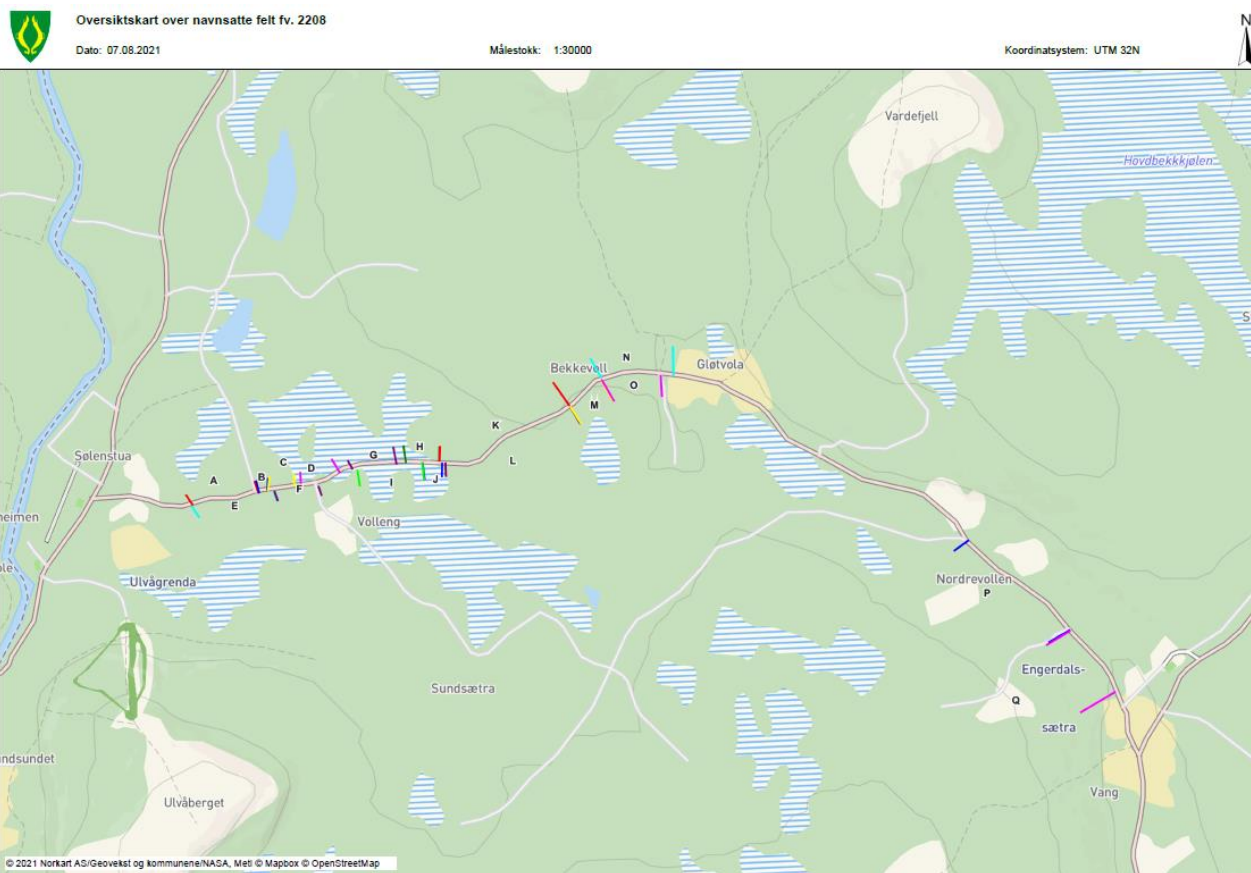 Oversiktskart over navnsatte felt fv. 2208
N
Dato: 07.08.2021
Målestokk: 1:30000
Koordinatsystem: UTM 32N
Vardefjell
Hovdbekkkjølen
S
N
Bekkevoll
Gløtvola
O
M
K
Sølenstua
H
G
L
C
D
A
B
J
I
F
E
heimen
Volleng
Ulvågrenda
Nordrevollen
P
Engerdals-
Sundsætra
Q
sætra
ndsundet
Vang
Ulvåberget
© 2021 Norkart AS/Geovekst og kommunene/NASA, Meti © Mapbox © OpenStreetMap